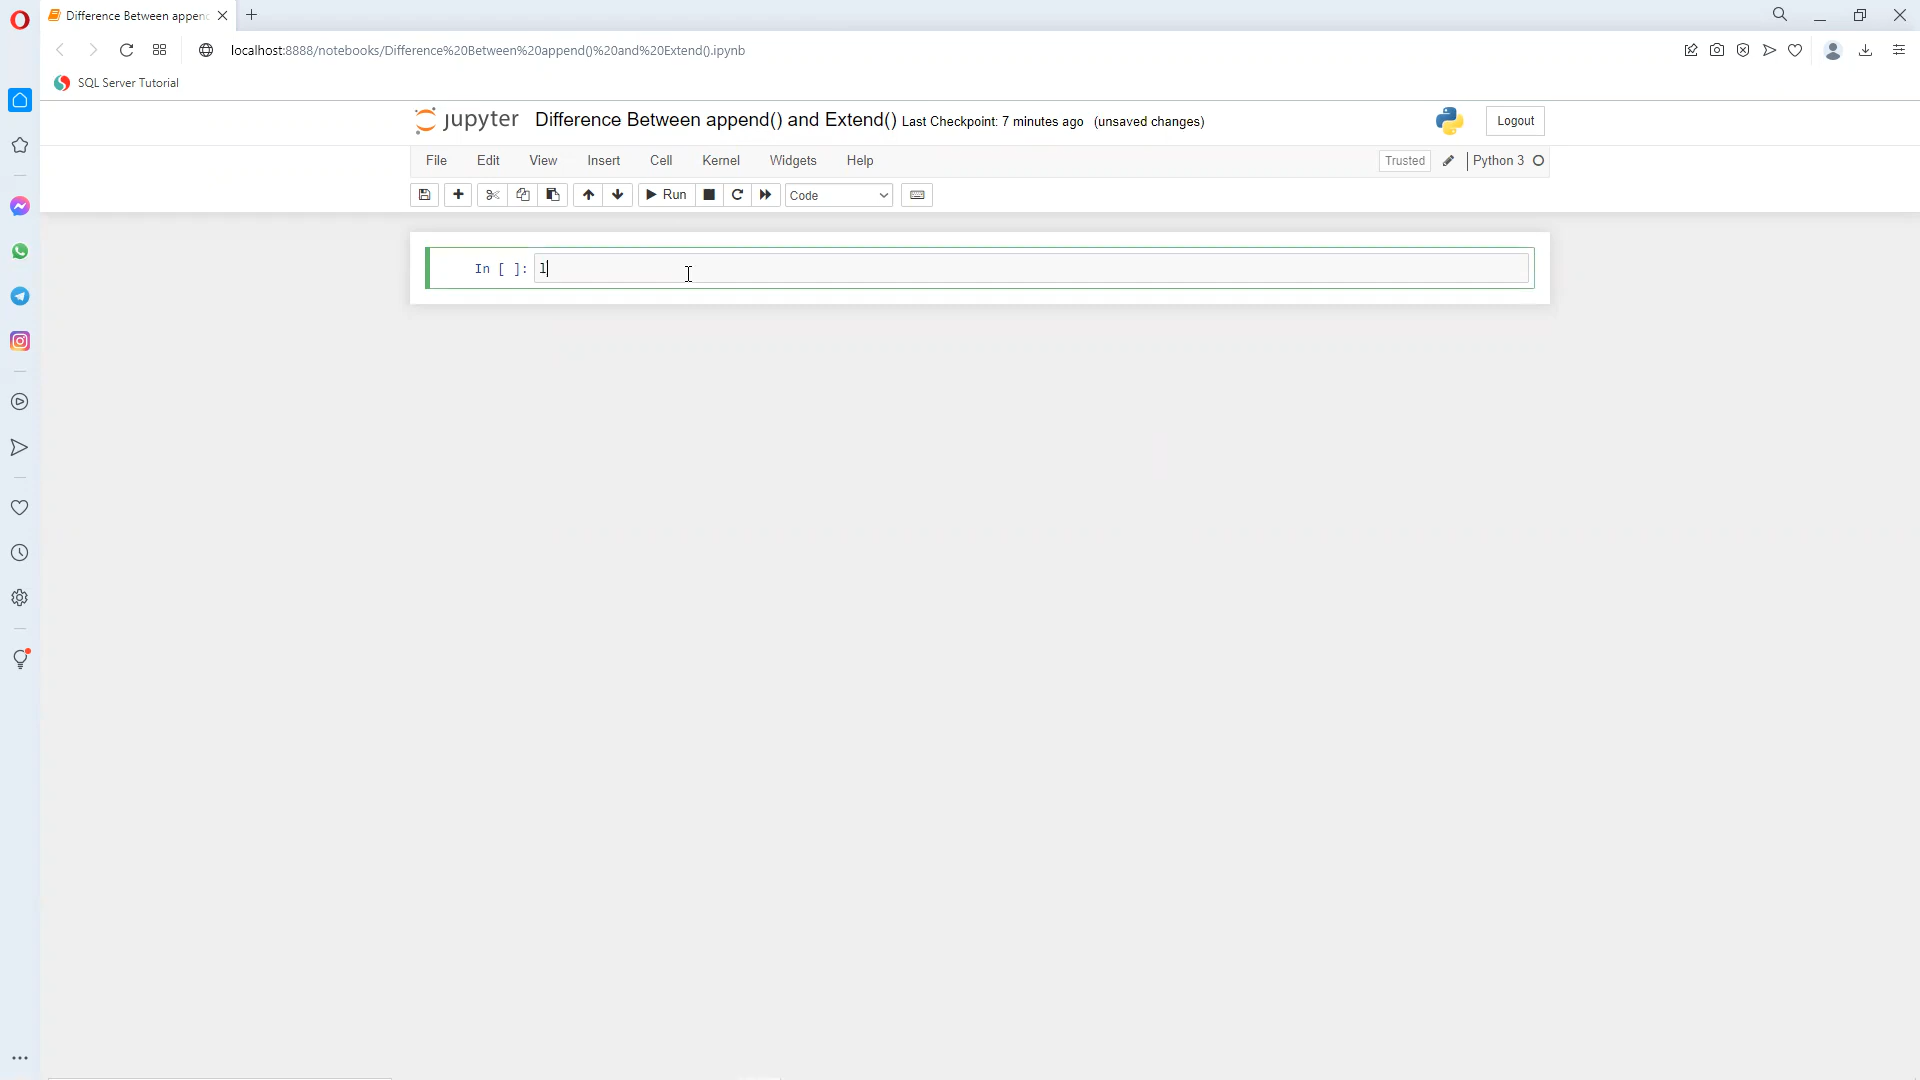 Difference Between appen
localhost:8888/notebooks/Difference%20Between%20append()%20and%20Extend().ipynb
SQL Server Tutorial
jupyter Difference Between append() and Extend() Last Checkpoint: 7 minutes ago (unsaved changes) Logout
File Edit View Insert Cell Kernel Widgets Help Trusted Python 3
Run Code
In [ ]: l